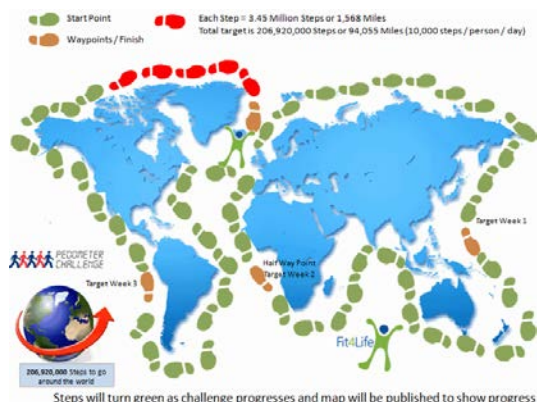 Start Point
Each Step = 3.45 Million Steps or 1,568 Miles
Total target is 206,920,000 Steps or 94,055 Miles (10,000 steps / person / day)
Waypoints / Finish
Target Week 1
PEDOMETER
CHALLENGE
Half Way Point
Target Week 2
Target Week 3
Fit4Life
206,920,000 Steps to go
around the world
Steps will turn green as challenge progresses and map will be published to show progress